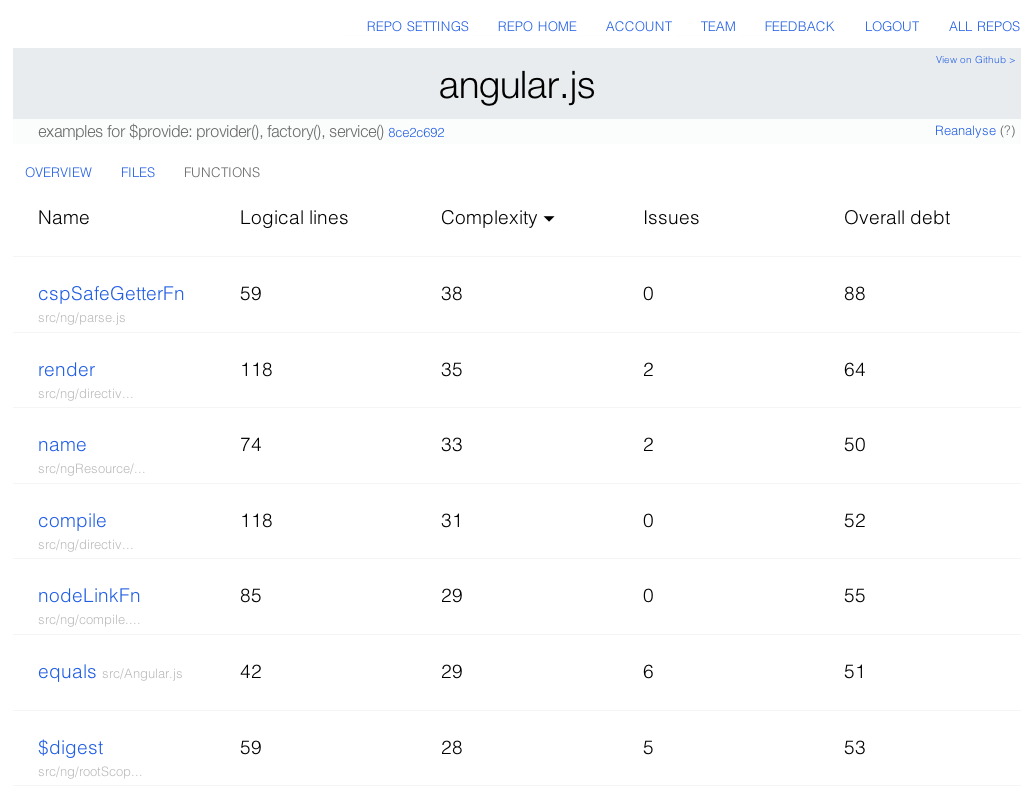 REPO SETTINGS REPO HOME ACCOUNT TEAM FEEDBACK LOGOUT ALL REPOS
View on Github >
angular.js
examples for $provide: provider(), factory(), service() 8ce2c692 Reanalyse (?)
OVERVIEW FILES FUNCTIONS
Name Logical lines Complexity Issues Overall debt
cspSafeGetterFn 59 38 0 88
src/ng/parse.js
render 118 35 2 64
src/ng/directiv...
name 74 33 2 50
src/ngResource/...
compile 118 31 0 52
src/ng/directiv...
nodeLinkFn 85 29 0 55
src/ng/compile....
equals src/Angular.js 42 29 6 51
$digest 59 28 5 53
src/ng/rootScop...